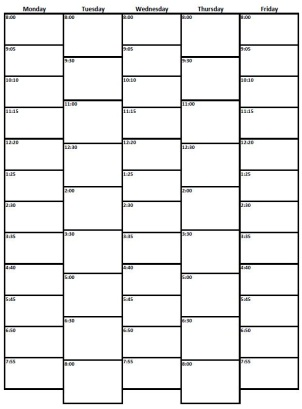 Monday Tuesday Wednesday Thursday Friday
8:00 8:00 8:00 8:00 8:00
9:05 9:05 9:05
9:30 9:30
10:10 10:10 10:10
11:00 11:00
11:15 11:15 11:15
12:20 12:20 12:20
12:30 12:30
1:25 1:25 1:25
2:00 2:00
2:30 2:30 2:30
3:30 3:30
3:35 3:35 3:35
4:40 4:40 4:40
5:00 5:00
5:45 5:45 5:45
6:30 6:30
6:50 6:50 6:50
7:55 7:55 7:55
8:00 8:00